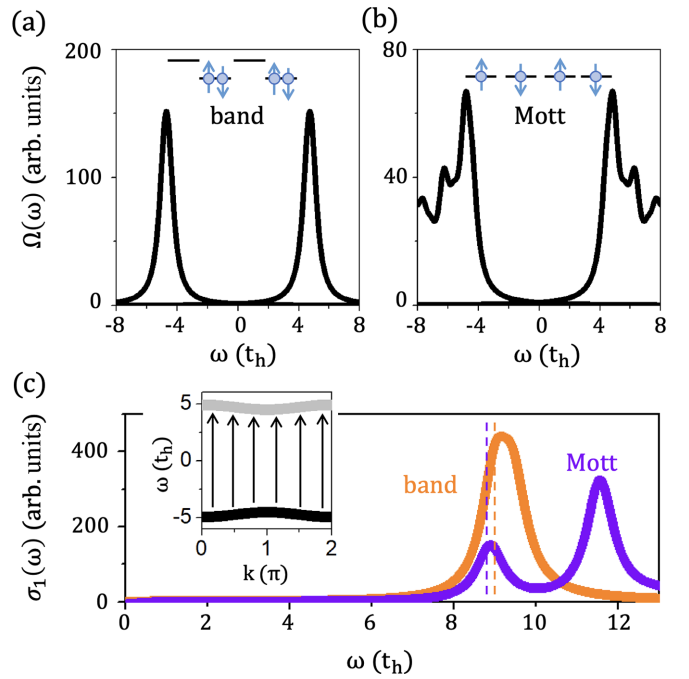 (a)
(b)
200
100
0
Ω(ω) (arb. units)
band
-8 -4 0 4 8
ω (t_h)
80
40
0
Mott
-8 -4 0 4 8
ω (t_h)
(c)
400
200
0
σ₁(ω) (arb. units)
5
0
-5
ω (t_h)
0 1 2
k (π)
band
Mott
0 2 4 6 8 10 12
ω (t_h)